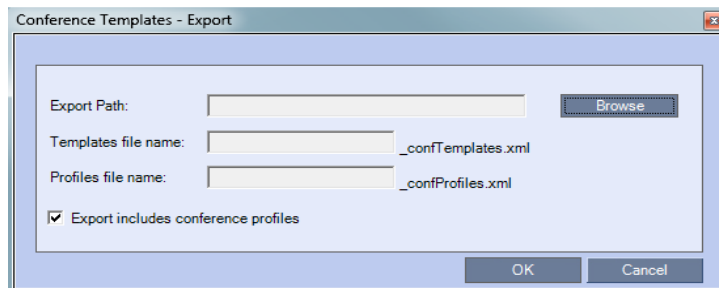 Conference Templates - Export
Export Path: Browse
Templates file name: _confTemplates.xml
Profiles file name: _confProfiles.xml
Export includes conference profiles
OK Cancel